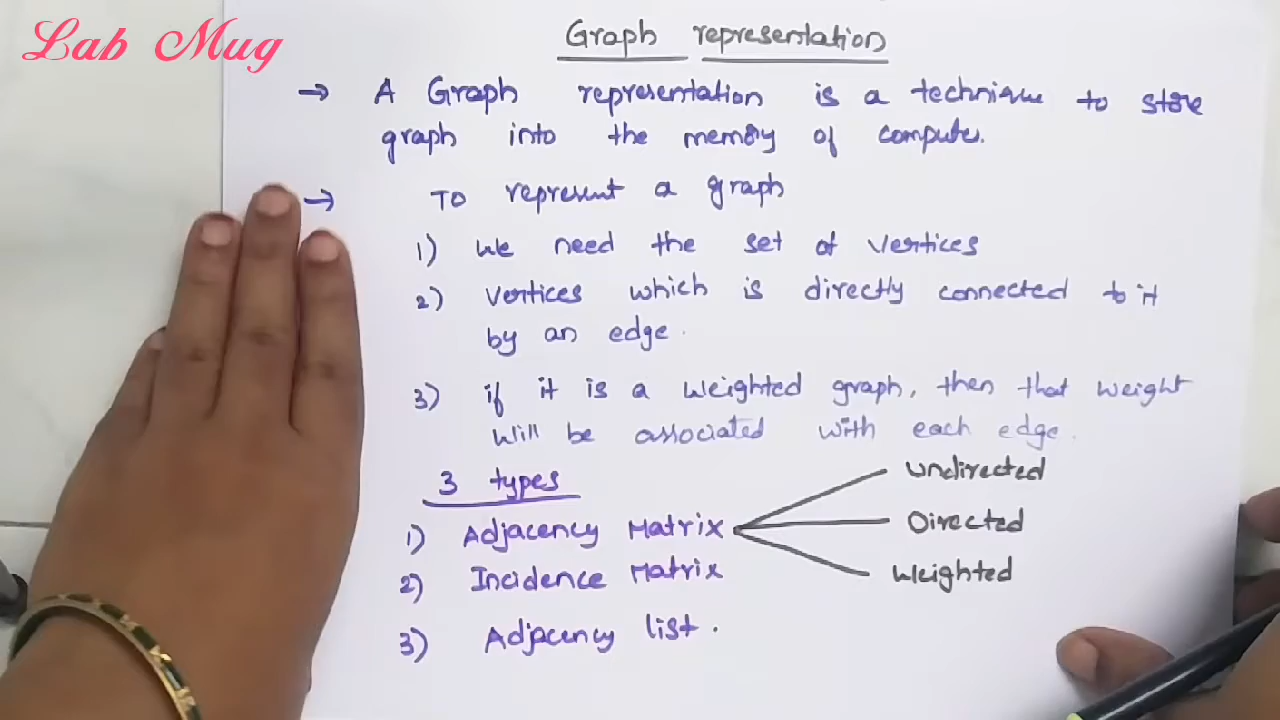 Lab Mug
Graph representation
→ A Graph representation is a technique to store
graph into the memory of computer.
→ To represent a graph
1) We need the set of vertices
2) Vertices which is directly connected to it
by an edge.
3) if it is a weighted graph, then that weight
will be associated with each edge.
3 types
1) Adjacency Matrix
Undirected
Directed
Weighted
2) Incidence Matrix
3) Adjacency list.